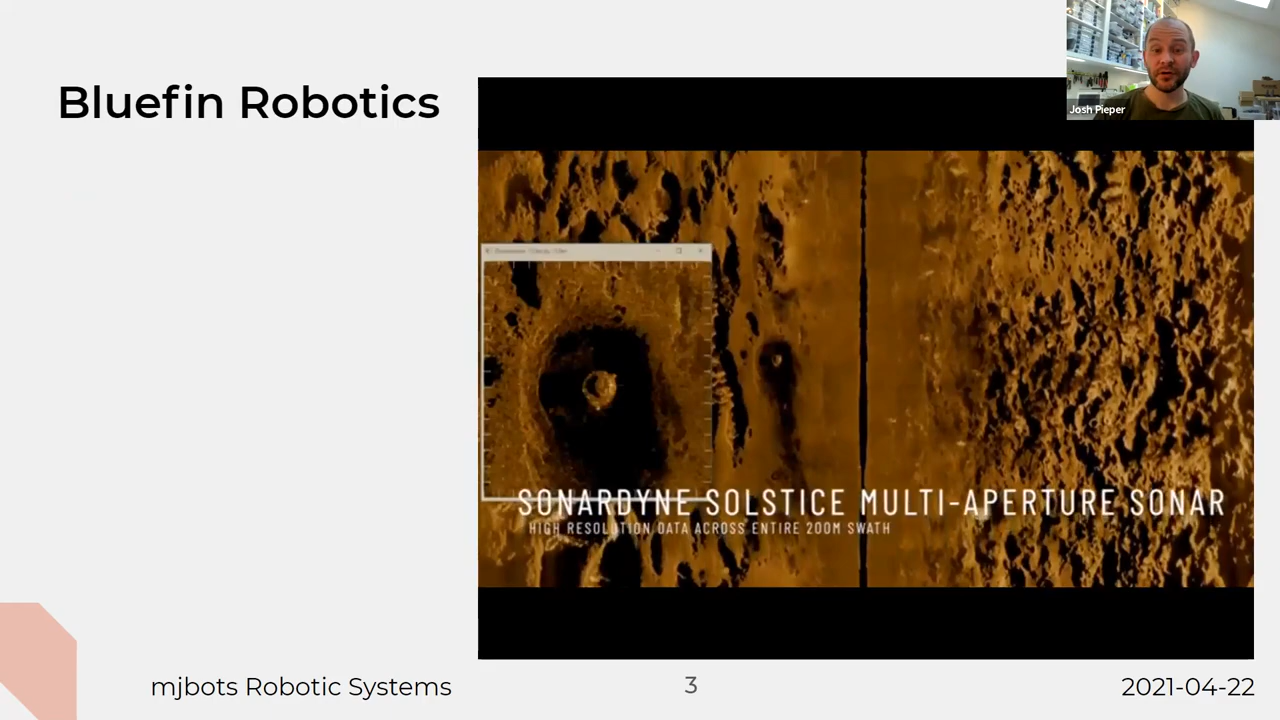 Bluefin Robotics
Josh Pieper
SONARDYNE SOLSTICE MULTI-APERTURE SONAR
HIGH RESOLUTION DATA ACROSS ENTIRE 200M SWATH
mjbots Robotic Systems
3
2021-04-22